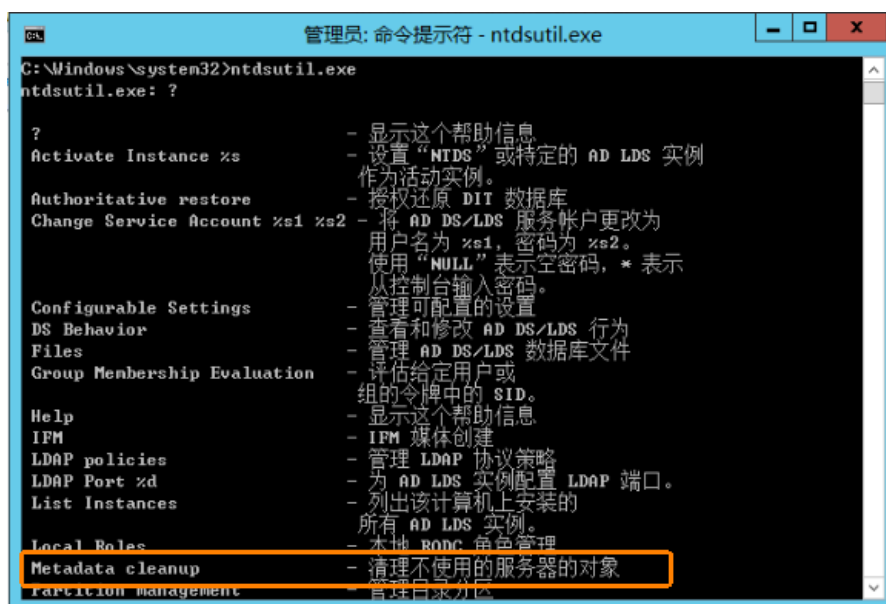 管理员: 命令提示符 - ntdsutil.exe
C:\Windows\system32>ntdsutil.exe
ntdsutil.exe: ?
? - 显示这个帮助信息
Activate Instance %s - 设置“NTDS”或特定的 AD LDS 实例
作为活动实例。
Authoritative restore - 授权还原 DIT 数据库
Change Service Account %s1 %s2 - 将 AD DS/LDS 服务帐户更改为
用户名为 %s1，密码为 %s2。
使用“NULL”表示空密码，* 表示
从控制台输入密码。
Configurable Settings - 管理可配置的设置
DS Behavior - 查看和修改 AD DS/LDS 行为
Files - 管理 AD DS/LDS 数据库文件
Group Membership Evaluation - 评估给定用户或
组的令牌中的 SID。
Help - 显示这个帮助信息
IFM - IFM 媒体创建
LDAP policies - 管理 LDAP 协议策略
LDAP Port %d - 为 AD LDS 实例配置 LDAP 端口。
List Instances - 列出该计算机上安装的
所有 AD LDS 实例。
Local Roles - 本地 RODC 角色管理
Metadata cleanup - 清理不使用的服务器的对象
Partition management - 管理目录分区